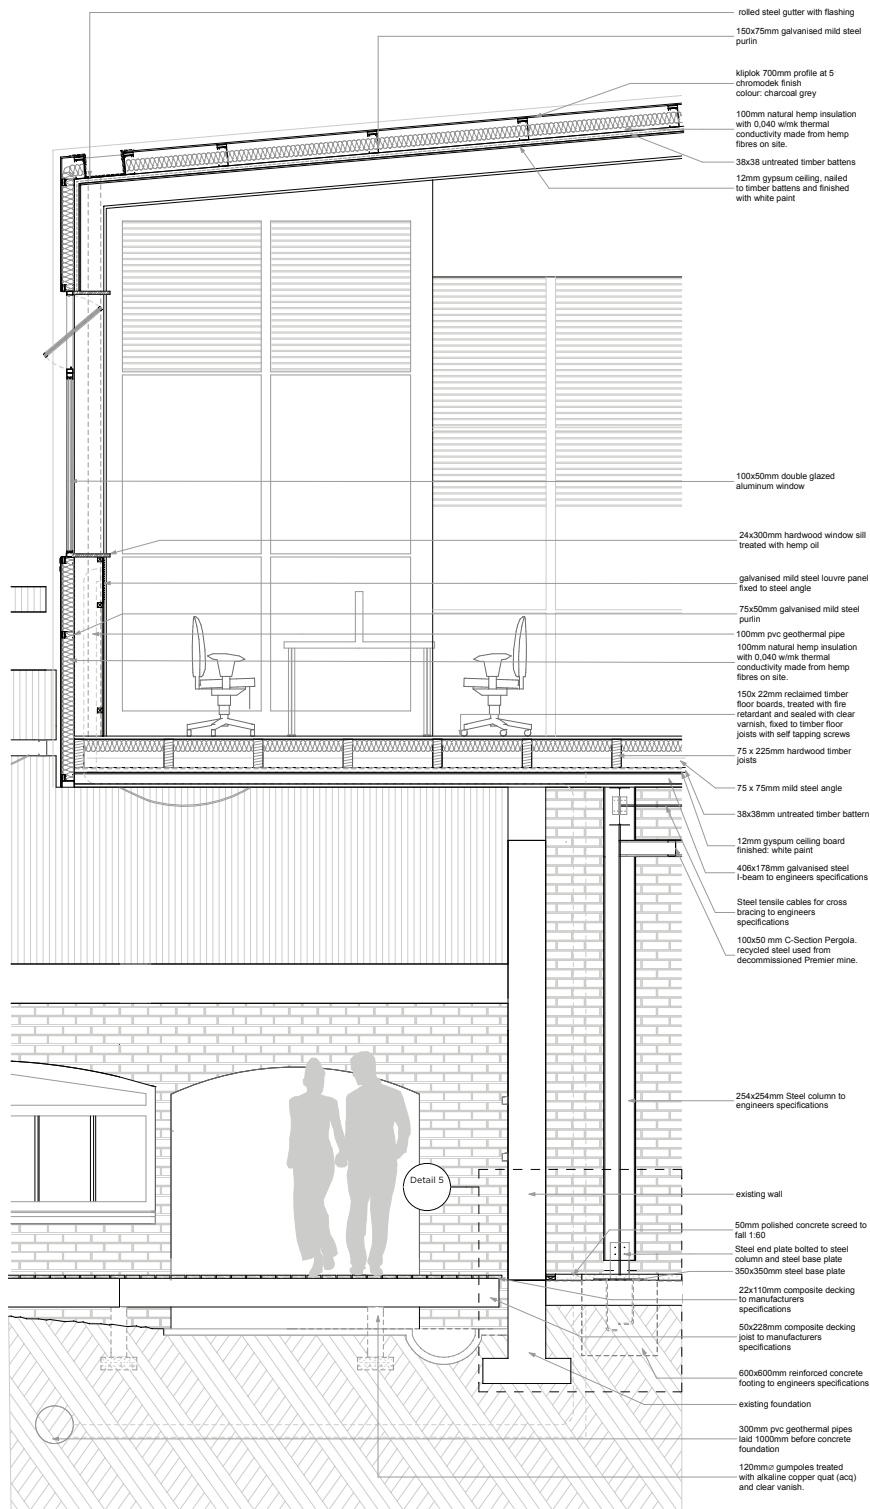 rolled steel gutter with flashing
150x75mm galvanised mild steel
purlin
kliplok 700mm profile at 5
chromodek finish
colour: charcoal grey
100mm natural hemp insulation
with 0,040 w/mk thermal
conductivity made from hemp
fibres on site.
38x38 untreated timber battens
12mm gypsum ceiling, nailed
to timber battens and finished
with white paint
100x50mm double glazed
aluminum window
24x300mm hardwood window sill
treated with hemp oil
galvanised mild steel louvre panel
fixed to steel angle
75x50mm galvanised mild steel
purlin
100mm pvc geothermal pipe
100mm natural hemp insulation
with 0,040 w/mk thermal
conductivity made from hemp
fibres on site.
150x 22mm reclaimed timber
floor boards, treated with fire
retardant and sealed with clear
varnish, fixed to timber floor
joists with self tapping screws
75 x 225mm hardwood timber
joists
75 x 75mm mild steel angle
38x38mm untreated timber battern
12mm gyspum ceiling board
finished: white paint
406x178mm galvanised steel
I-beam to engineers specifications
Steel tensile cables for cross
bracing to engineers
specifications
100x50 mm C-Section Pergola.
recycled steel used from
decommissioned Premier mine.
254x254mm Steel column to
engineers specifications
Detail 5
existing wall
50mm polished concrete screed to
fall 1:60
Steel end plate bolted to steel
column and steel base plate
350x350mm steel base plate
22x110mm composite decking
to manufacturers
specifications
50x228mm composite decking
joist to manufacturers
specifications
600x600mm reinforced concrete
footing to engineers specifications
existing foundation
300mm pvc geothermal pipes
laid 1000mm before concrete
foundation
120mm⌀ gumpoles treated
with alkaline copper quat (acq)
and clear vanish.